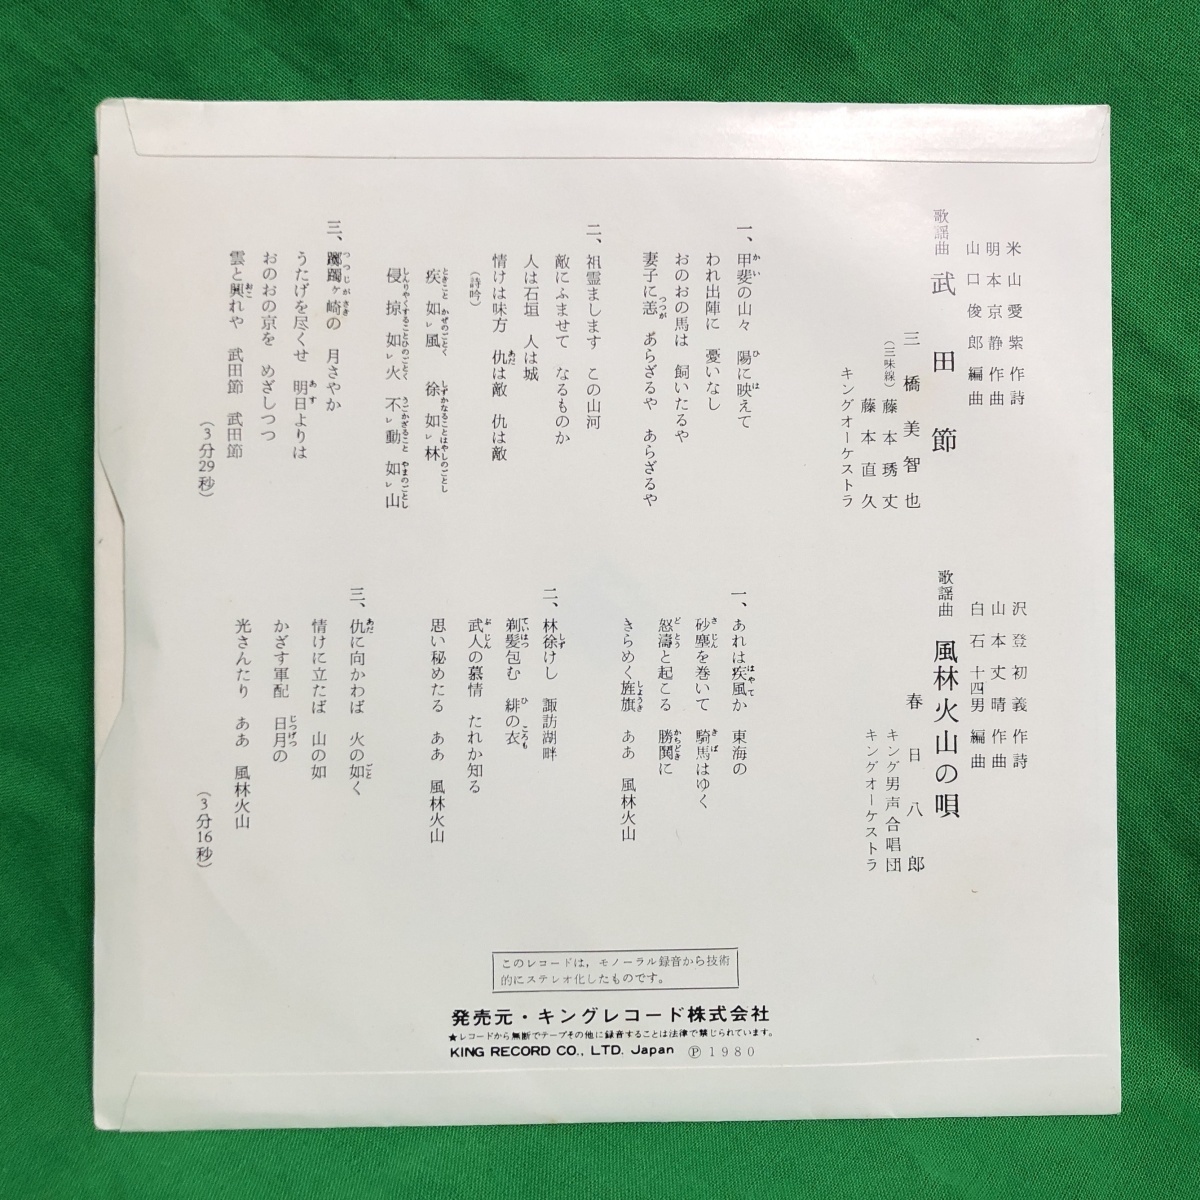 米山愛紫 作詩
明本京静 作曲
山口俊郎 編曲
歌謡曲 武田節
三橋美智也
(三味線) 藤本琇丈
藤本直久
キングオーケストラ
一、甲斐の山々 陽に映えて
われ出陣に 憂いなし
おのおの馬は 飼いたるや
妻子に恙 あらざるや あらざるや
二、祖霊まします この山河
敵にふませて なるものか
人は石垣 人は城
情けは味方 仇は敵 仇は敵
(詩吟)
疾如レ風 徐如レ林
侵掠如レ火 不レ動如レ山
三、躑躅ヶ崎の 月さやか
うたげを尽くせ 明日よりは
おのおの京を めざしつつ
雲と興れや 武田節 武田節
(3分29秒)
沢登初義 作詩
山本丈晴 作曲
白石十四男 編曲
歌謡曲 風林火山の唄
春日八郎
キング男声合唱団
キングオーケストラ
一、あれは疾風か 東海の
砂塵を巻いて 騎馬はゆく
怒濤と起こる 勝鬨に
きらめく旌旗 ああ 風林火山
二、林徐けし 諏訪湖畔
剃髪包む 緋の衣
武人の慕情 たれか知る
思い秘めたる ああ 風林火山
三、仇に向かわば 火の如く
情けに立たば 山の如
かざす軍配 日月の
光さんたり ああ 風林火山
(3分16秒)
このレコードは，モノーラル録音から技術
的にステレオ化したものです。
発売元・キングレコード株式会社
★レコードから無断でテープその他に録音することは法律で禁じられています。
KING RECORD CO., LTD. Japan Ⓟ 1980